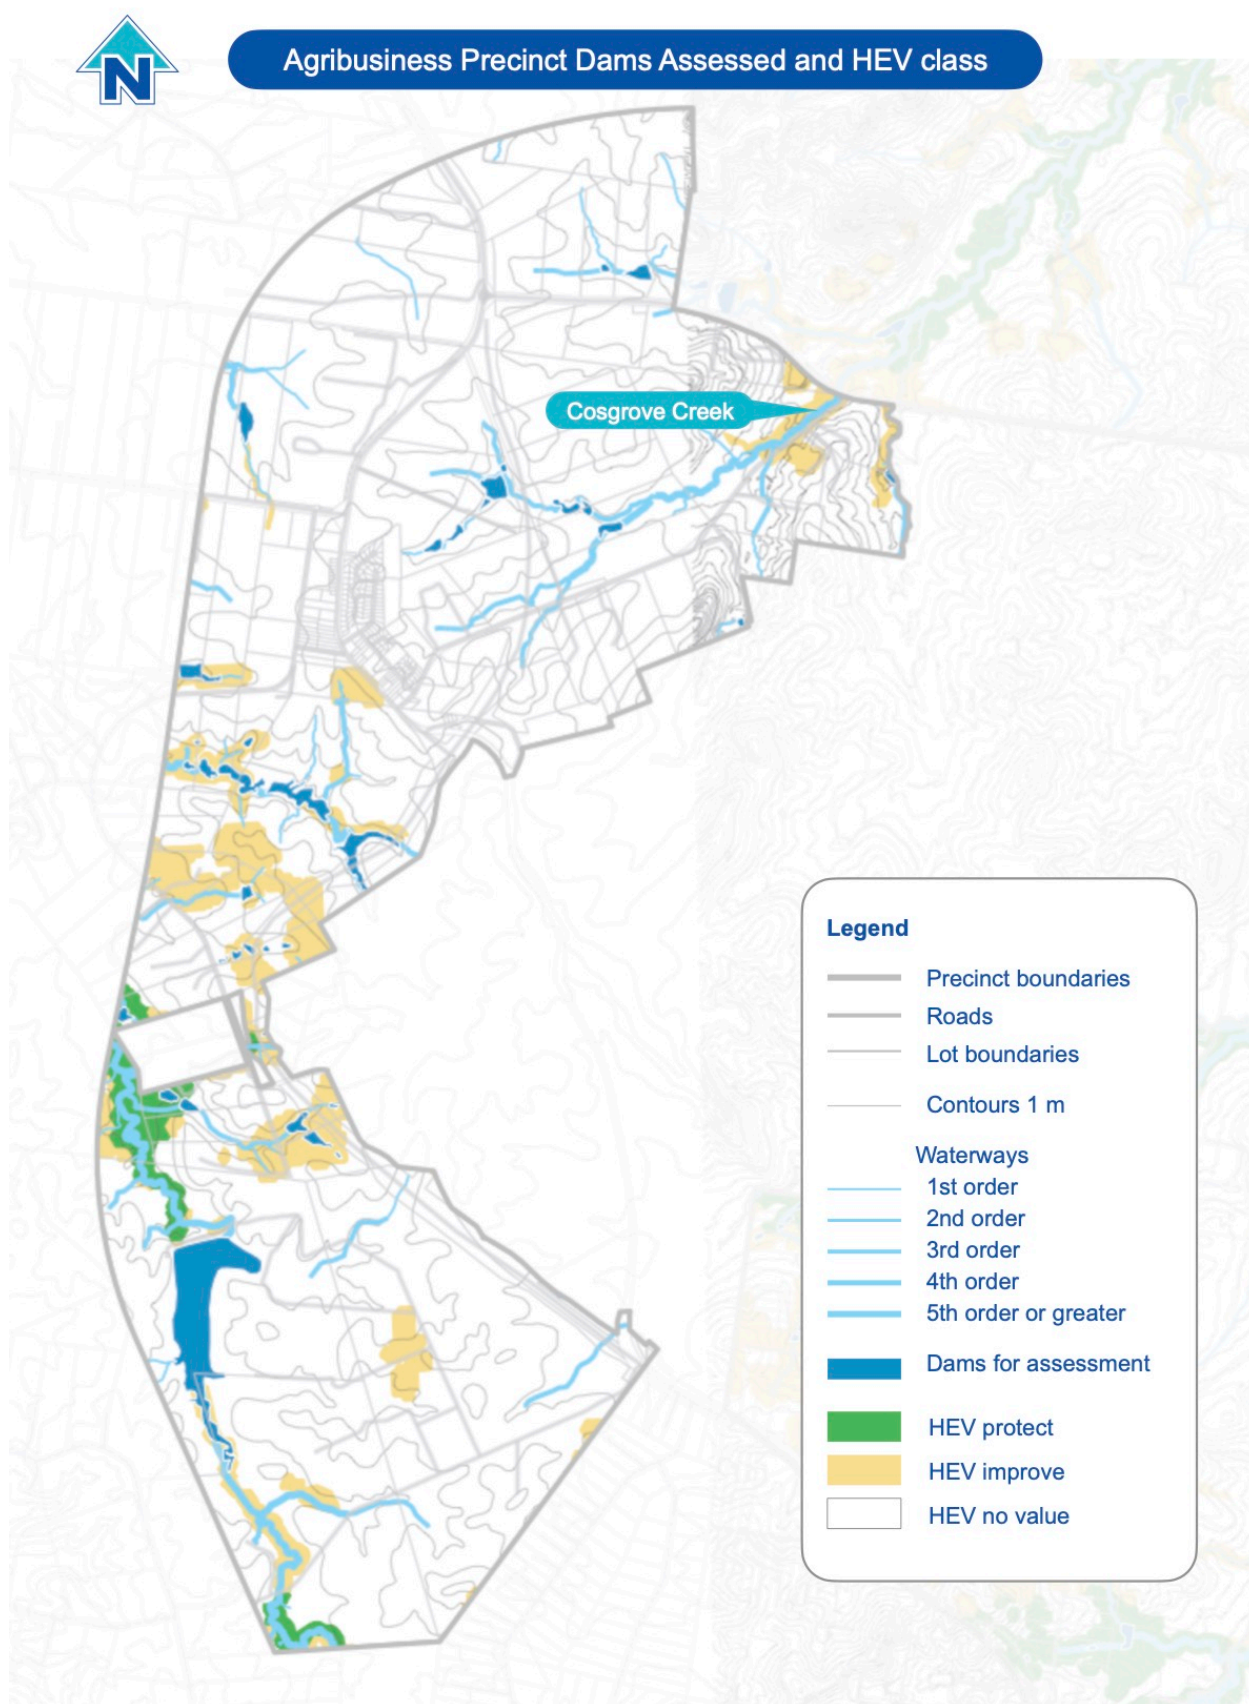 N
Agribusiness Precinct Dams Assessed and HEV class
Cosgrove Creek
Legend
Precinct boundaries
Roads
Lot boundaries
Contours 1 m
Waterways
1st order
2nd order
3rd order
4th order
5th order or greater
Dams for assessment
HEV protect
HEV improve
HEV no value